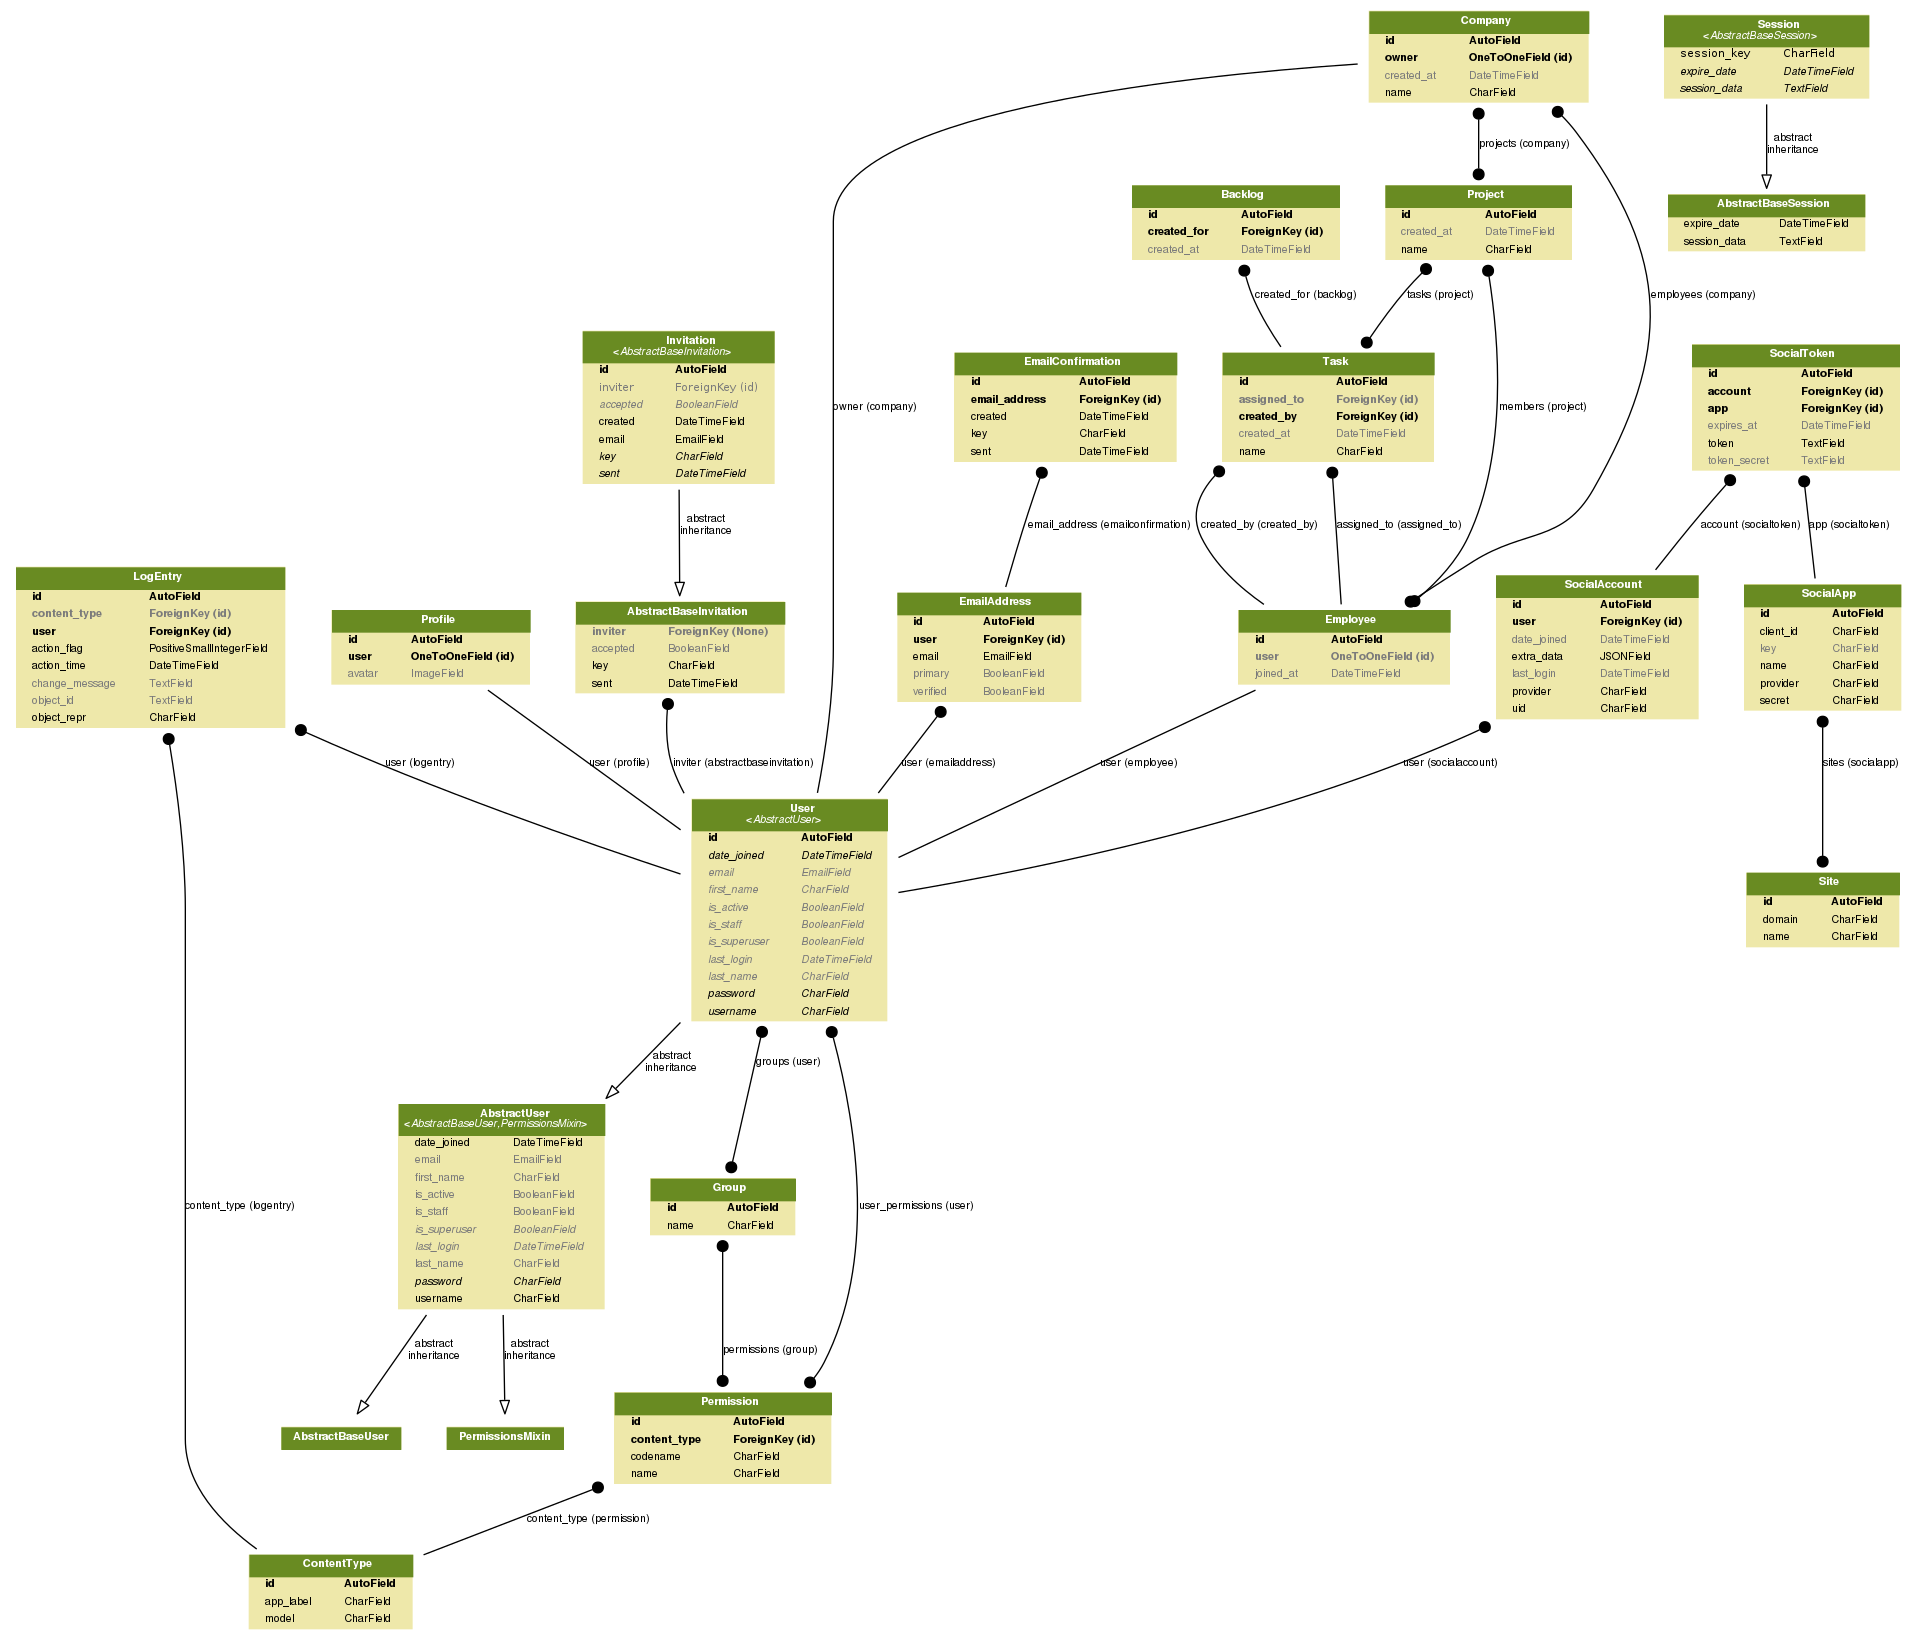 Company
id AutoField
owner OneToOneField (id)
created_at DateTimeField
name CharField
Session
<AbstractBaseSession>
session_key CharField
expire_date DateTimeField
session_data TextField
projects (company)
abstract
inheritance
Backlog
id AutoField
created_for ForeignKey (id)
created_at DateTimeField
Project
id AutoField
created_at DateTimeField
name CharField
AbstractBaseSession
expire_date DateTimeField
session_data TextField
created_for (backlog)
tasks (project)
employees (company)
Invitation
<AbstractBaseInvitation>
id AutoField
inviter ForeignKey (id)
accepted BooleanField
created DateTimeField
email EmailField
key CharField
sent DateTimeField
owner (company)
EmailConfirmation
id AutoField
email_address ForeignKey (id)
created DateTimeField
key CharField
sent DateTimeField
Task
id AutoField
assigned_to ForeignKey (id)
created_by ForeignKey (id)
created_at DateTimeField
name CharField
members (project)
SocialToken
id AutoField
account ForeignKey (id)
app ForeignKey (id)
expires_at DateTimeField
token TextField
token_secret TextField
abstract
inheritance
email_address (emailconfirmation)
created_by (created_by)
assigned_to (assigned_to)
account (socialtoken)
app (socialtoken)
LogEntry
id AutoField
content_type ForeignKey (id)
user ForeignKey (id)
action_flag PositiveSmallIntegerField
action_time DateTimeField
change_message TextField
object_id TextField
object_repr CharField
Profile
id AutoField
user OneToOneField (id)
avatar ImageField
AbstractBaseInvitation
inviter ForeignKey (None)
accepted BooleanField
key CharField
sent DateTimeField
EmailAddress
id AutoField
user ForeignKey (id)
email EmailField
primary BooleanField
verified BooleanField
Employee
id AutoField
user OneToOneField (id)
joined_at DateTimeField
SocialAccount
id AutoField
user ForeignKey (id)
date_joined DateTimeField
extra_data JSONField
last_login DateTimeField
provider CharField
uid CharField
SocialApp
id AutoField
client_id CharField
key CharField
name CharField
provider CharField
secret CharField
user (logentry)
user (profile)
inviter (abstractbaseinvitation)
user (emailaddress)
user (employee)
user (socialaccount)
sites (socialapp)
User
<AbstractUser>
id AutoField
date_joined DateTimeField
email EmailField
first_name CharField
is_active BooleanField
is_staff BooleanField
is_superuser BooleanField
last_login DateTimeField
last_name CharField
password CharField
username CharField
Site
id AutoField
domain CharField
name CharField
abstract
inheritance
groups (user)
AbstractUser
<AbstractBaseUser,PermissionsMixin>
date_joined DateTimeField
email EmailField
first_name CharField
is_active BooleanField
is_staff BooleanField
is_superuser BooleanField
last_login DateTimeField
last_name CharField
password CharField
username CharField
content_type (logentry)
Group
id AutoField
name CharField
user_permissions (user)
abstract
inheritance
abstract
inheritance
permissions (group)
AbstractBaseUser
PermissionsMixin
Permission
id AutoField
content_type ForeignKey (id)
codename CharField
name CharField
content_type (permission)
ContentType
id AutoField
app_label CharField
model CharField